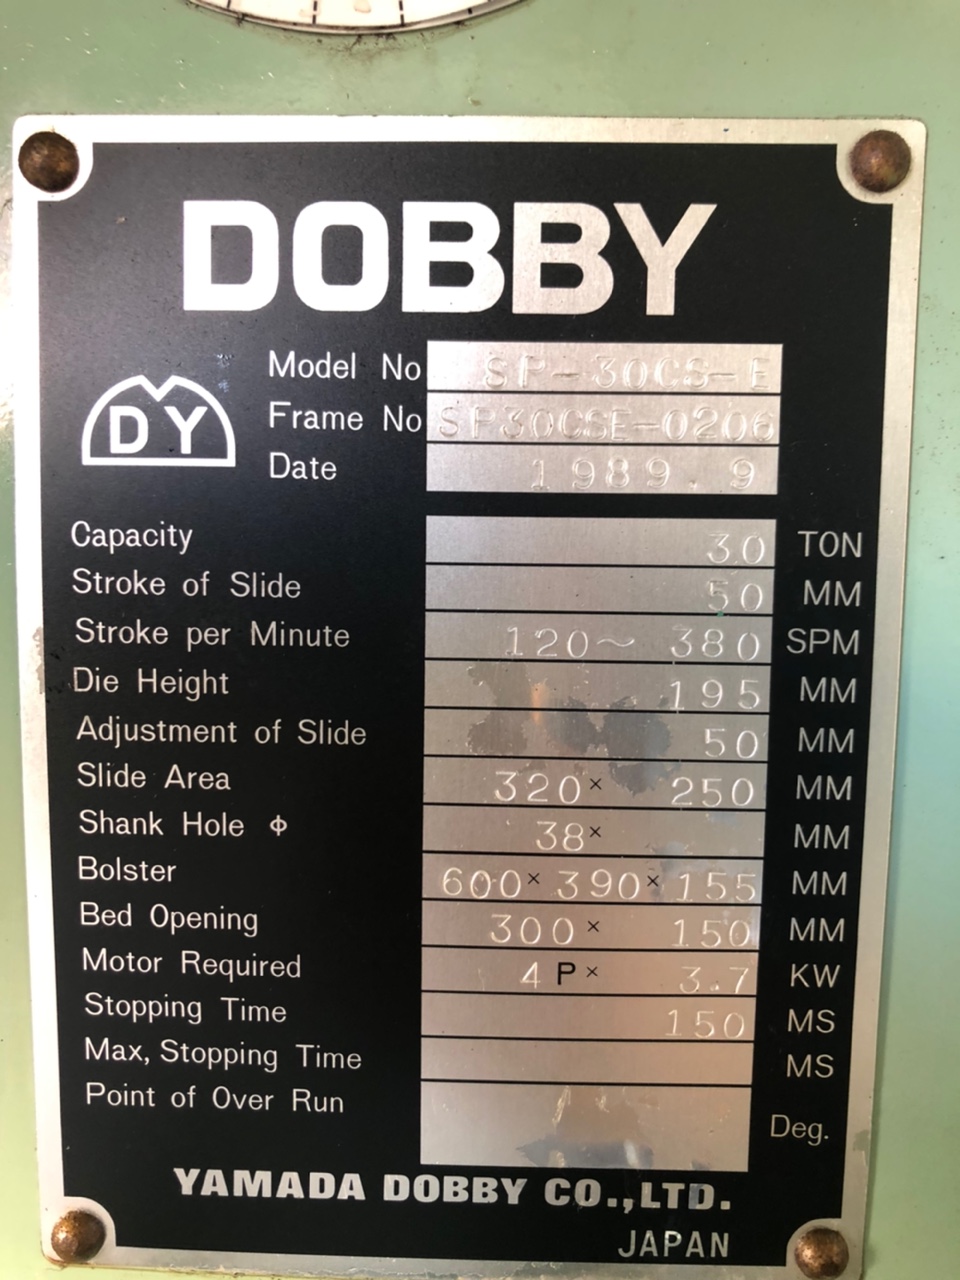 DOBBY
DY
Model No SP-30CS-E
Frame No SP30CSE-0206
Date 1989.9
Capacity 30 TON
Stroke of Slide 50 MM
Stroke per Minute 120~ 380 SPM
Die Height 195 MM
Adjustment of Slide 50 MM
Slide Area 320× 250 MM
Shank Hole Φ 38× MM
Bolster 600× 390× 155 MM
Bed Opening 300× 150 MM
Motor Required 4 P× 3.7 KW
Stopping Time 150 MS
Max, Stopping Time MS
Point of Over Run Deg.
YAMADA DOBBY CO.,LTD.
JAPAN